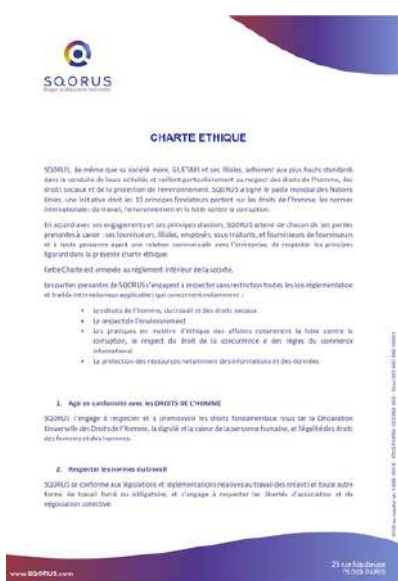 SQORUS
CHARTE ETHIQUE
SQORUS, de même que sa société mère, GUETARI et ses filiales, adhèrent aux plus hauts standards
dans la conduite de leurs activités et veillent particulièrement au respect des droits de l'homme, des
droits sociaux et de la protection de l'environnement. SQORUS a signé le pacte mondial des Nations
Unies, une initiative dont les 10 principes fondateurs portent sur les droits de l'homme, les normes
internationales du travail, l'environnement et la lutte contre la corruption.
En accord avec ses engagements et ses principes d'action, SQORUS attend de chacun de ses parties
prenantes à savoir : ses fournisseurs, filiales, employés, sous-traitants, et fournisseurs de fournisseurs
et à toute personne ayant une relation commerciale avec l'entreprise, de respecter les principes
figurant dans la présente charte éthique.
Cette Charte est annexée au règlement intérieur de la société.
Les parties prenantes de SQORUS s'engagent à respecter sans restriction toutes les lois, réglementation
et traités internationaux applicables qui concernent notamment :
• Les droits de l'homme, du travail et des droits sociaux
• Le respect de l'environnement
• Les pratiques en matière d'éthique des affaires notamment la lutte contre la
corruption, le respect du droit de la concurrence et des règles du commerce
international
• La protection des ressources notamment des informations et des données
1. Agir en conformité avec les DROITS DE L'HOMME
SQORUS s'engage à respecter et à promouvoir les droits fondamentaux issus de la Déclaration
Universelle des Droits de l'Homme, la dignité et la valeur de la personne humaine, et l'égalité des droits
des femmes et des hommes.
2. Respecter les normes du travail
SQORUS se conforme aux législations et réglementations relatives au travail des enfants et toute autre
forme de travail forcé ou obligatoire, et s'engage à respecter les libertés d'association et de
négociation collective.
www.SQORUS.com
75009 PARIS